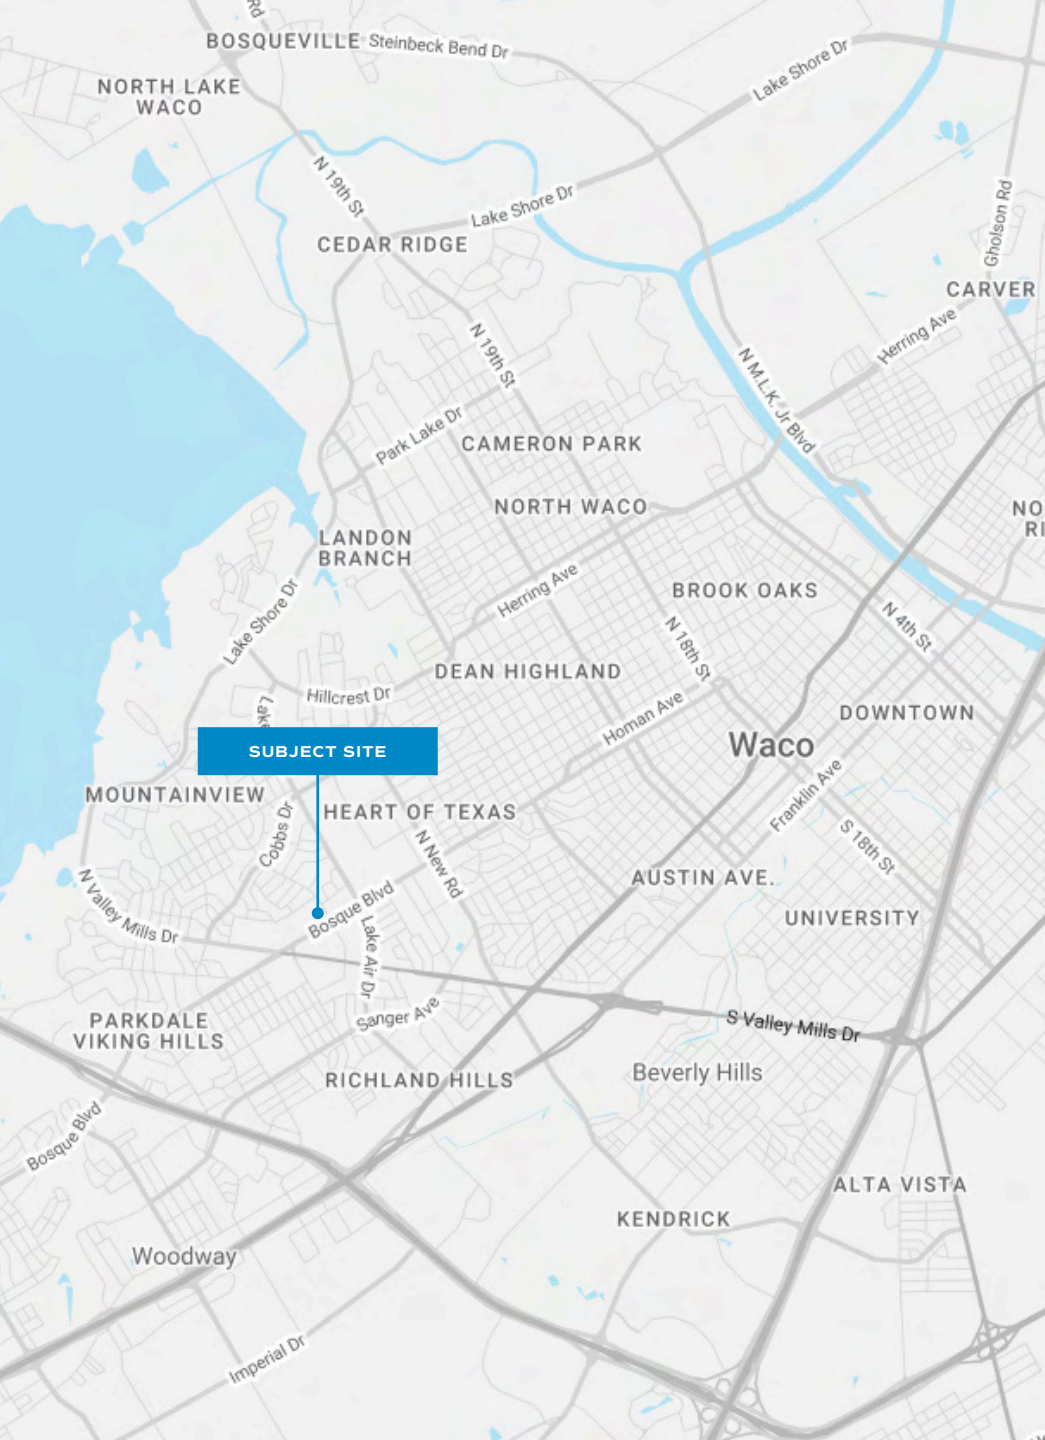 Rd
BOSQUEVILLE
Steinbeck Bend Dr
Lake Shore Dr
NORTH LAKE
WACO
N 19th St
Lake Shore Dr
Gholson Rd
CEDAR RIDGE
CARVER
Herring Ave
N 19th St
N M.L.K. Jr Blvd
Park Lake Dr
CAMERON PARK
NORTH WACO
NO
RI
LANDON
BRANCH
Herring Ave
BROOK OAKS
Lake Shore Dr
N 4th St
N 18th St
DEAN HIGHLAND
Hillcrest Dr
Lake
Homan Ave
DOWNTOWN
SUBJECT SITE
Waco
MOUNTAINVIEW
Franklin Ave
HEART OF TEXAS
Cobbs Dr
S 18th St
N New Rd
AUSTIN AVE.
N Valley Mills Dr
Bosque Blvd
UNIVERSITY
Lake Air Dr
Sanger Ave
PARKDALE
VIKING HILLS
S Valley Mills Dr
RICHLAND HILLS
Beverly Hills
Bosque Blvd
ALTA VISTA
KENDRICK
Woodway
Imperial Dr